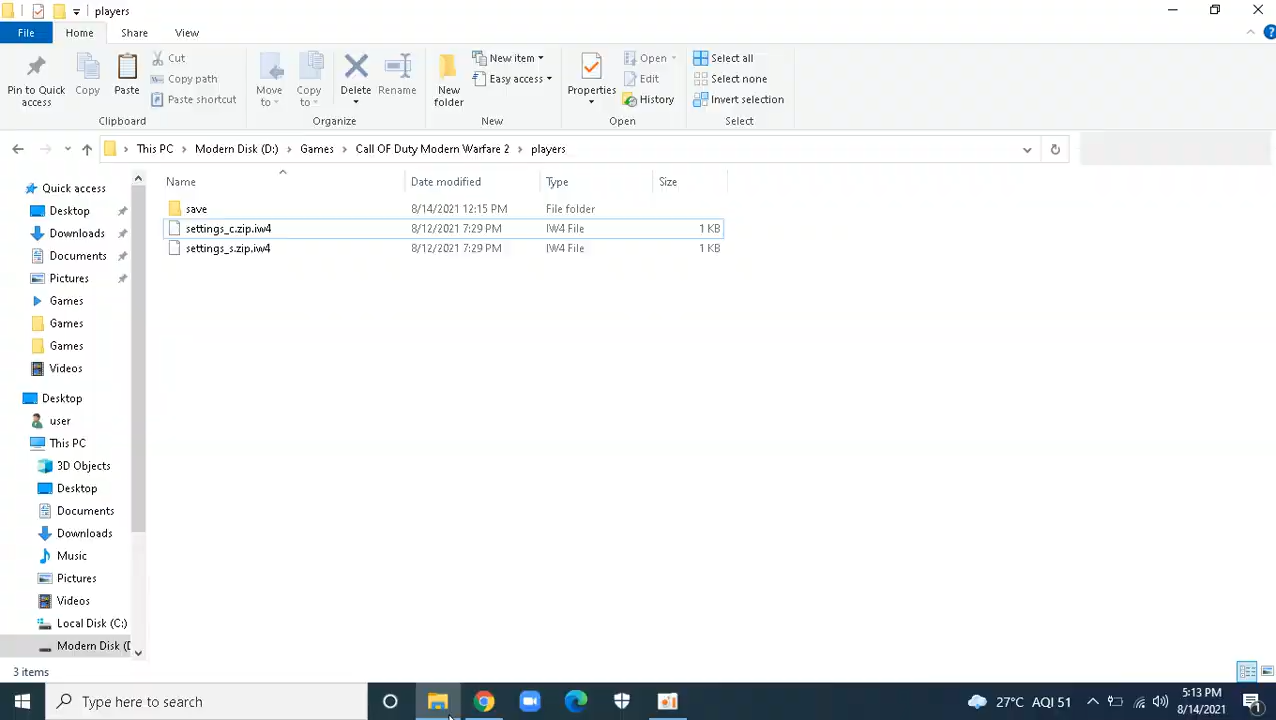 players
File Home Share View
Pin to Quick access
Copy
Paste
Cut
Copy path
Paste shortcut
Clipboard
Move to
Copy to
Delete
Rename
Organize
New folder
New item
Easy access
New
Properties
Open
Edit
History
Open
Select all
Select none
Invert selection
Select
This PC > Modern Disk (D:) > Games > Call OF Duty Modern Warfare 2 > players
Name Date modified Type Size
save 8/14/2021 12:15 PM File folder
settings_c.zip.iw4 8/12/2021 7:29 PM IW4 File 1 KB
settings_s.zip.iw4 8/12/2021 7:29 PM IW4 File 1 KB
Quick access
Desktop
Downloads
Documents
Pictures
Games
Games
Games
Videos
Desktop
user
This PC
3D Objects
Desktop
Documents
Downloads
Music
Pictures
Videos
Local Disk (C:)
Modern Disk (D
3 items
Type here to search
27°C AQI 51
5:13 PM
8/14/2021
1